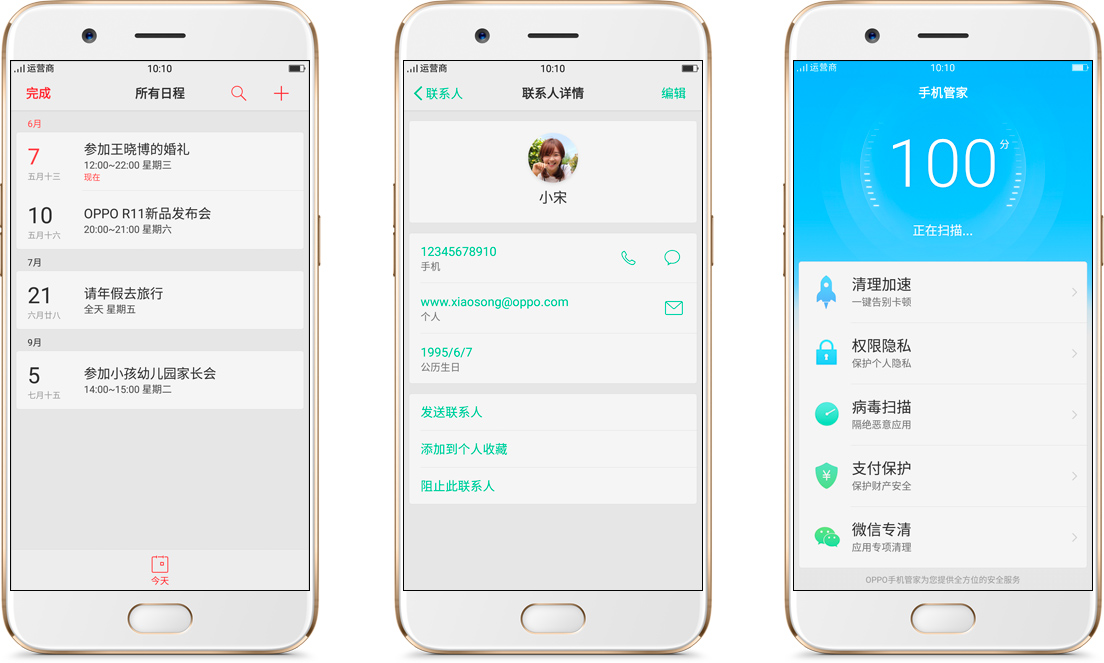 运营商 10:10
完成 所有日程
6月
7 参加王晓博的婚礼
五月十三 12:00~22:00 星期三
现在
10 OPPO R11新品发布会
五月十六 20:00~21:00 星期六
7月
21 请年假去旅行
六月廿八 全天 星期五
9月
5 参加小孩幼儿园家长会
七月十五 14:00~15:00 星期二
今天
运营商 10:10
联系人 联系人详情 编辑
小宋
12345678910
手机
www.xiaosong@oppo.com
个人
1995/6/7
公历生日
发送联系人
添加到个人收藏
阻止此联系人
运营商 10:10
手机管家
100分
正在扫描...
清理加速
一键告别卡顿
权限隐私
保护个人隐私
病毒扫描
隔绝恶意应用
支付保护
保护财产安全
微信专清
应用专项清理
OPPO手机管家为您提供全方位的安全服务